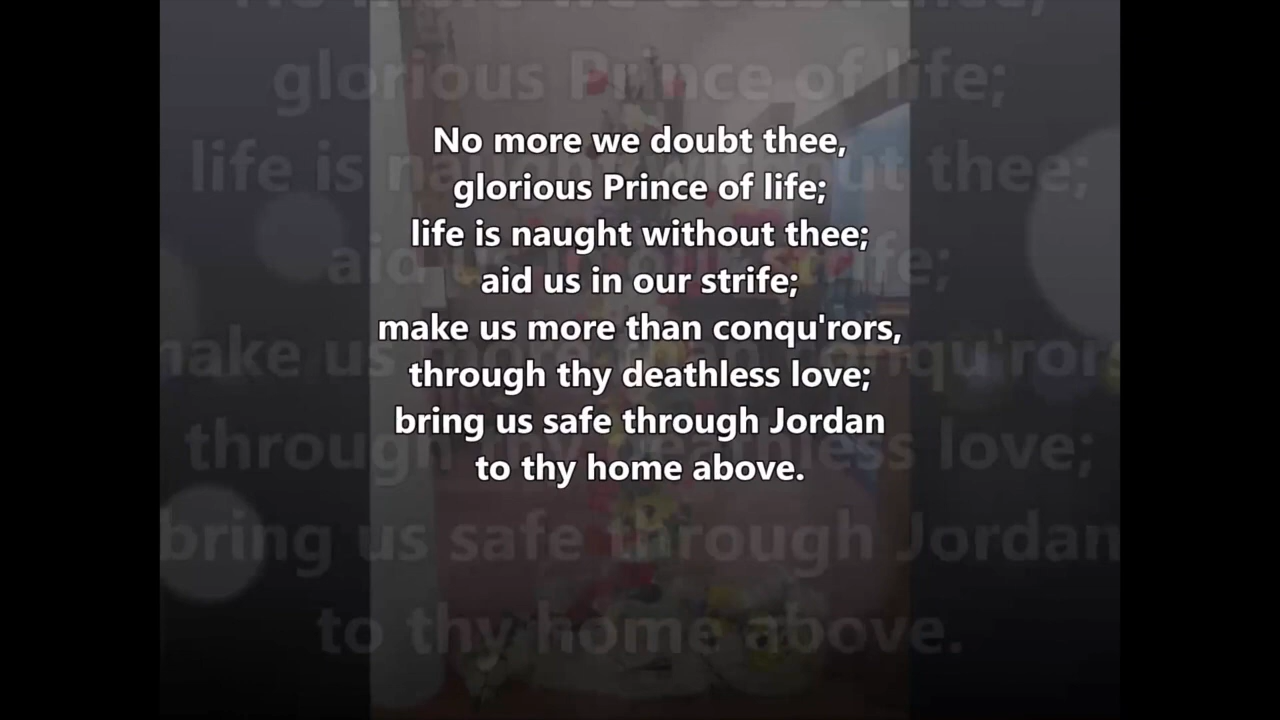 No more we doubt thee,
glorious Prince of life;
life is naught without thee;
aid us in our strife;
make us more than conqu'rors,
through thy deathless love;
bring us safe through Jordan
to thy home above.